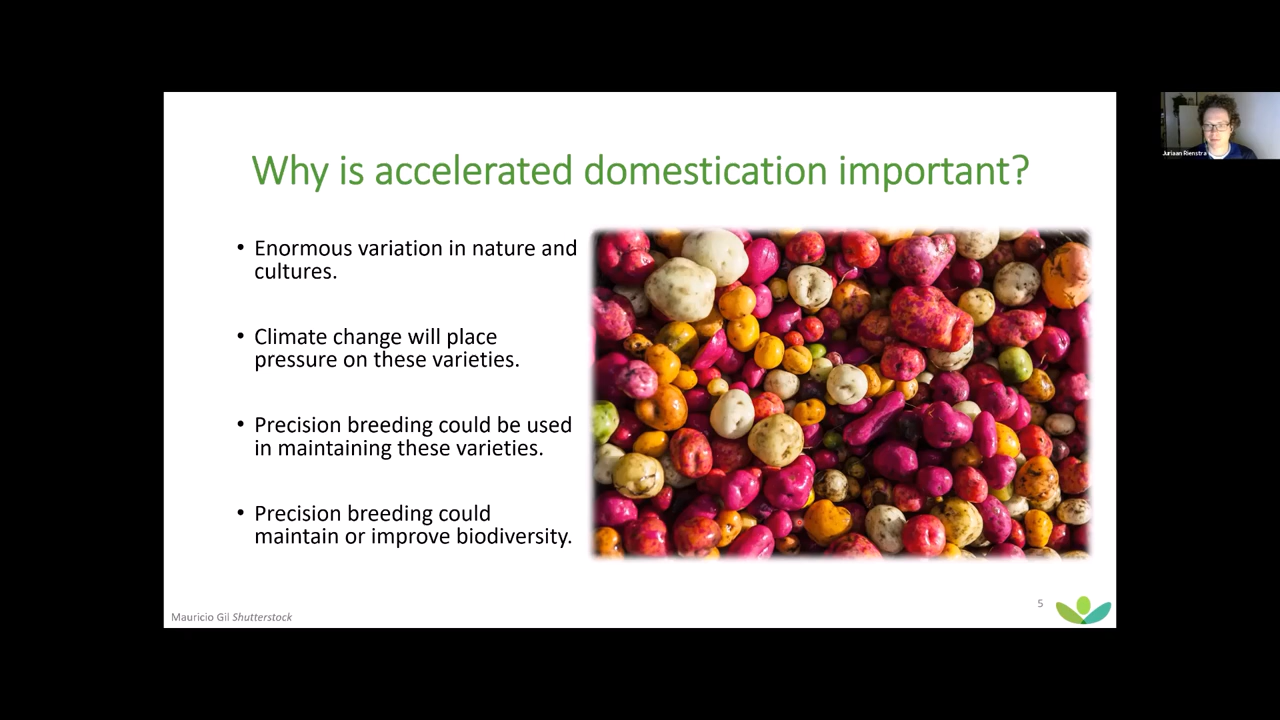 Why is accelerated domestication important?
• Enormous variation in nature and
cultures.
• Climate change will place
pressure on these varieties.
• Precision breeding could be used
in maintaining these varieties.
• Precision breeding could
maintain or improve biodiversity.
Mauricio Gil Shutterstock
5
Juriaan Rienstra